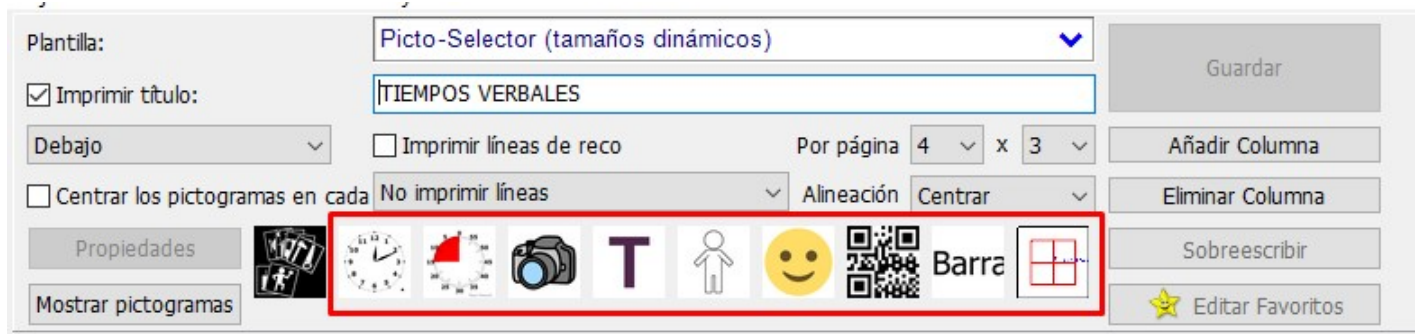 Plantilla:
Picto-Selector (tamaños dinámicos)
Guardar
Imprimir título:
TIEMPOS VERBALES
Debajo
Imprimir líneas de reco
Por página 4 x 3
Añadir Columna
Centrar los pictogramas en cada
No imprimir líneas
Alineación Centrar
Eliminar Columna
Propiedades
T
Barra
Sobreescribir
Mostrar pictogramas
Editar Favoritos